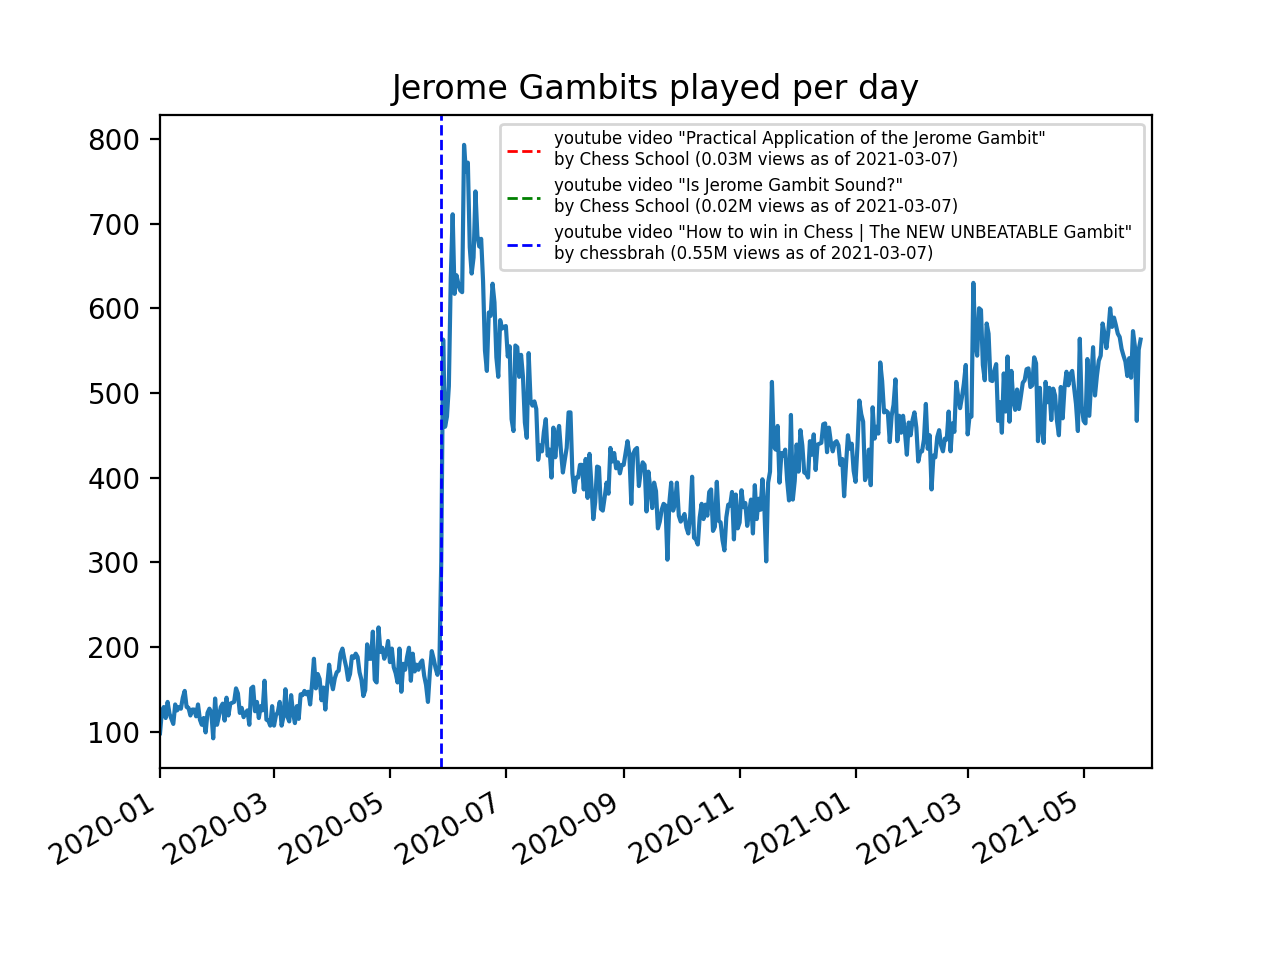 Jerome Gambits played per day
youtube video "Practical Application of the Jerome Gambit"
by Chess School (0.03M views as of 2021-03-07)
youtube video "Is Jerome Gambit Sound?"
by Chess School (0.02M views as of 2021-03-07)
youtube video "How to win in Chess | The NEW UNBEATABLE Gambit"
by chessbrah (0.55M views as of 2021-03-07)
800
700
600
500
400
300
200
100
2020-01
2020-03
2020-05
2020-07
2020-09
2020-11
2021-01
2021-03
2021-05